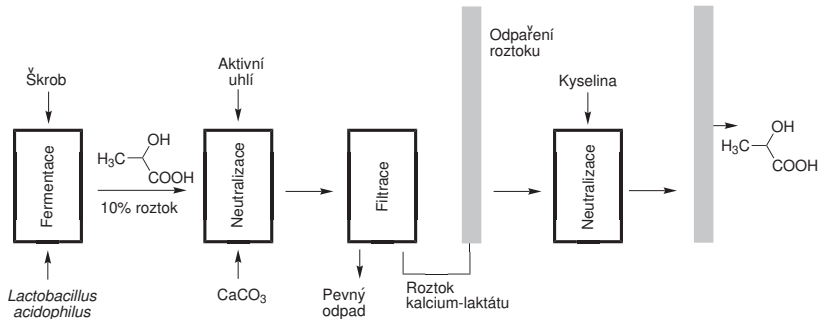 Škrob
Fermentace
Lactobacillus
acidophilus
OH
H₃C
COOH
10% roztok
Aktivní
uhlí
Neutralizace
CaCO₃
Filtrace
Pevný
odpad
Roztok
kalcium-laktátu
Odpaření
roztoku
Kyselina
Neutralizace
OH
H₃C
COOH